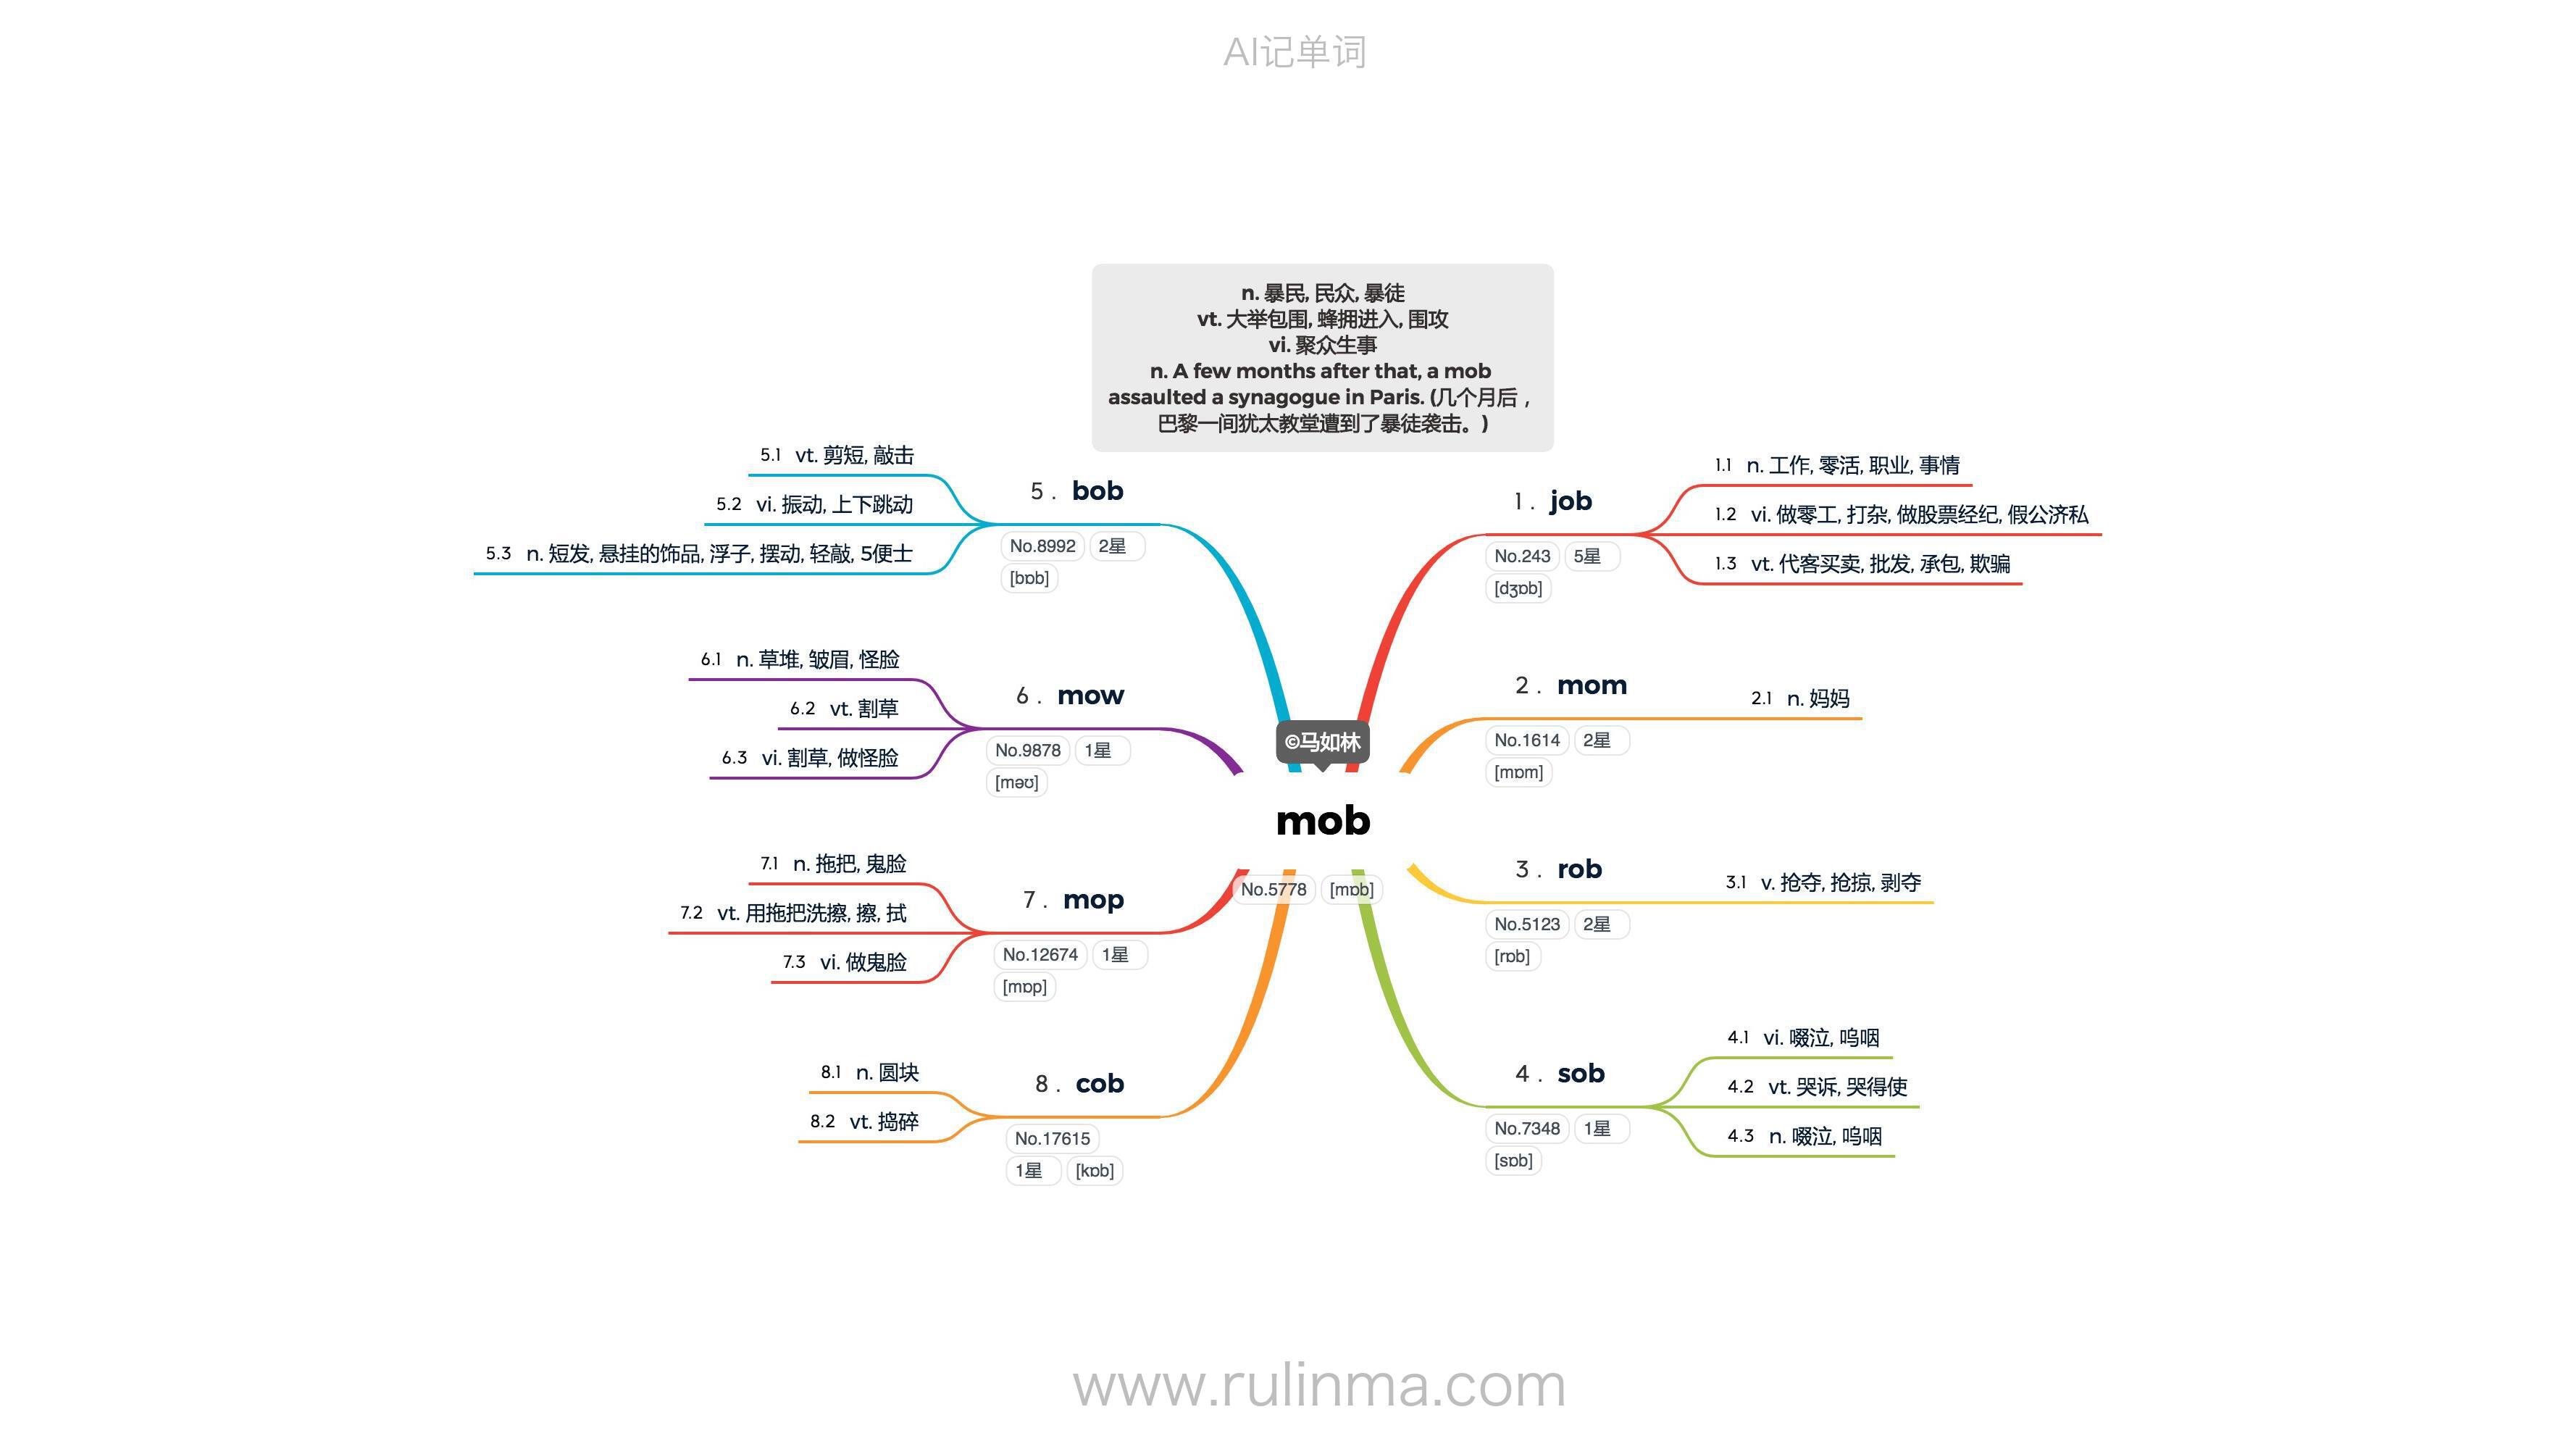 AI记单词
n. 暴民, 民众, 暴徒
vt. 大举包围, 蜂拥进入, 围攻
vi. 聚众生事
n. A few months after that, a mob
assaulted a synagogue in Paris. (几个月后，
巴黎一间犹太教堂遭到了暴徒袭击。)
©马如林
mob
No.5778 [mɒb]
1. job
No.243 5星
[dʒɒb]
1.1 n. 工作, 零活, 职业, 事情
1.2 vi. 做零工, 打杂, 做股票经纪, 假公济私
1.3 vt. 代客买卖, 批发, 承包, 欺骗
2. mom
No.1614 2星
[mɒm]
2.1 n. 妈妈
3. rob
No.5123 2星
[rɒb]
3.1 v. 抢夺, 抢掠, 剥夺
4. sob
No.7348 1星
[sɒb]
4.1 vi. 啜泣, 呜咽
4.2 vt. 哭诉, 哭得使
4.3 n. 啜泣, 呜咽
5. bob
No.8992 2星
[bɒb]
5.1 vt. 剪短, 敲击
5.2 vi. 振动, 上下跳动
5.3 n. 短发, 悬挂的饰品, 浮子, 摆动, 轻敲, 5便士
6. mow
No.9878 1星
[məʊ]
6.1 n. 草堆, 皱眉, 怪脸
6.2 vt. 割草
6.3 vi. 割草, 做怪脸
7. mop
No.12674 1星
[mɒp]
7.1 n. 拖把, 鬼脸
7.2 vt. 用拖把洗擦, 擦, 拭
7.3 vi. 做鬼脸
8. cob
No.17615
1星 [kɒb]
8.1 n. 圆块
8.2 vt. 捣碎
www.rulinma.com